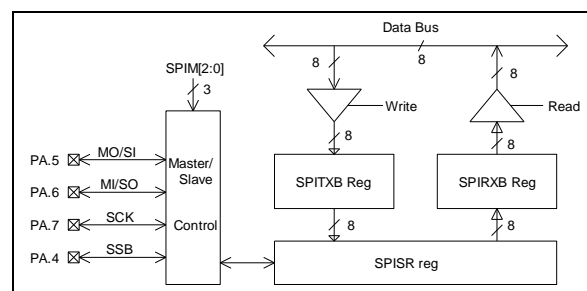 Data Bus
8
8
8
SPIM[2:0]
3
Write
Read
8
8
PA.5
MO/SI
Master/
Slave
Control
SPITXB Reg
SPIRXB Reg
PA.6
MI/SO
PA.7
SCK
8
8
PA.4
SSB
SPISR reg